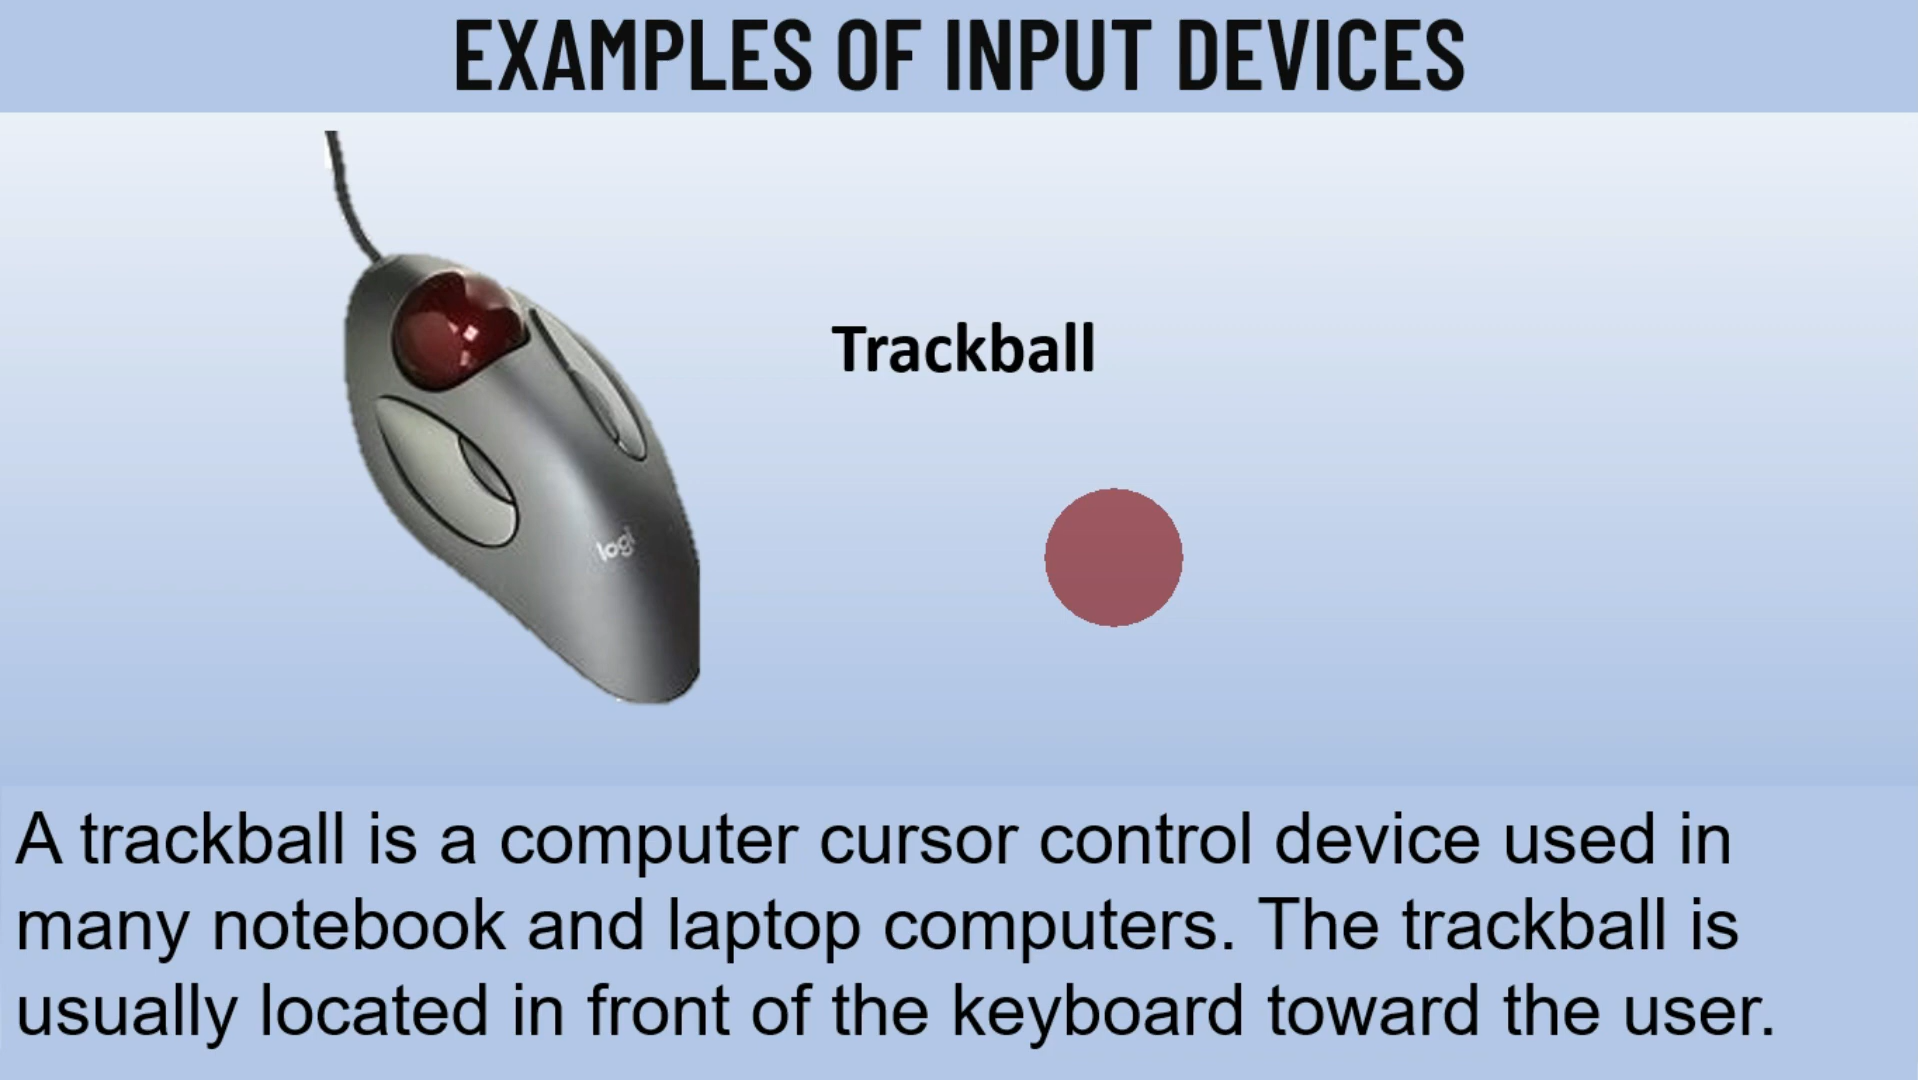 EXAMPLES OF INPUT DEVICES
Trackball
logi
A trackball is a computer cursor control device used in
many notebook and laptop computers. The trackball is
usually located in front of the keyboard toward the user.